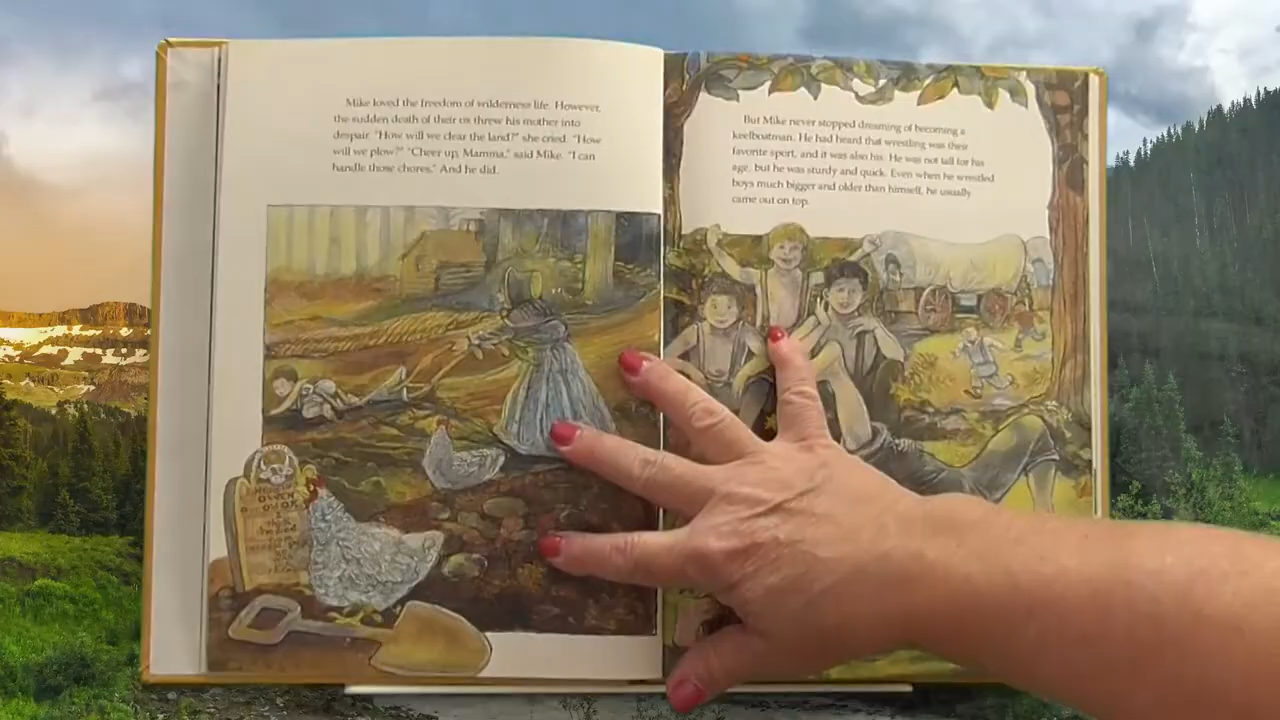 Mike loved the freedom of wilderness life. However,
the sudden death of their ox threw his mother into
despair. "How will we clear the land?" she cried. "How
will we plow?" "Cheer up, Mamma," said Mike. "I can
handle those chores." And he did.
OWEN
But Mike never stopped dreaming of becoming a
keelboatman. He had heard that wrestling was their
favorite sport, and it was also his. He was not tall for his
age, but he was sturdy and quick. Even when he wrestled
boys much bigger and older than himself, he usually
came out on top.